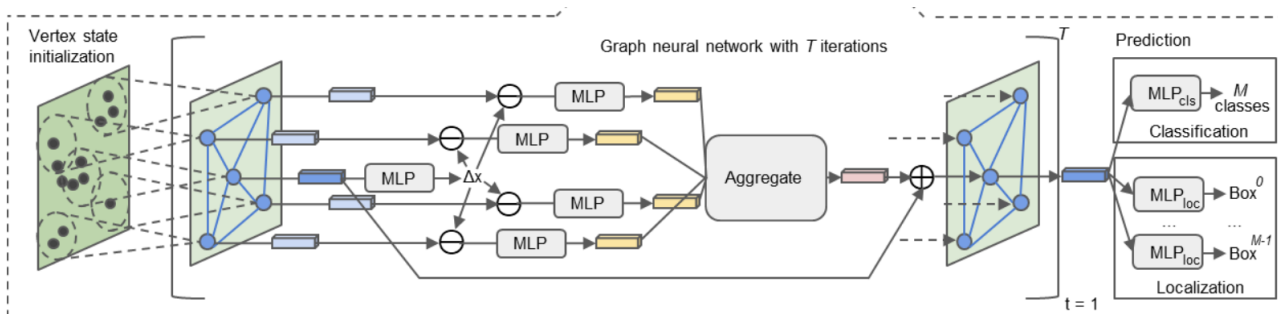 Vertex state
initialization
Graph neural network with T iterations
T
Prediction
MLP
MLP
MLP
Δx
MLP
MLP
Aggregate
MLPcls
M
classes
Classification
MLPloc
Box0
... ...
MLPloc
BoxM-1
Localization
t = 1